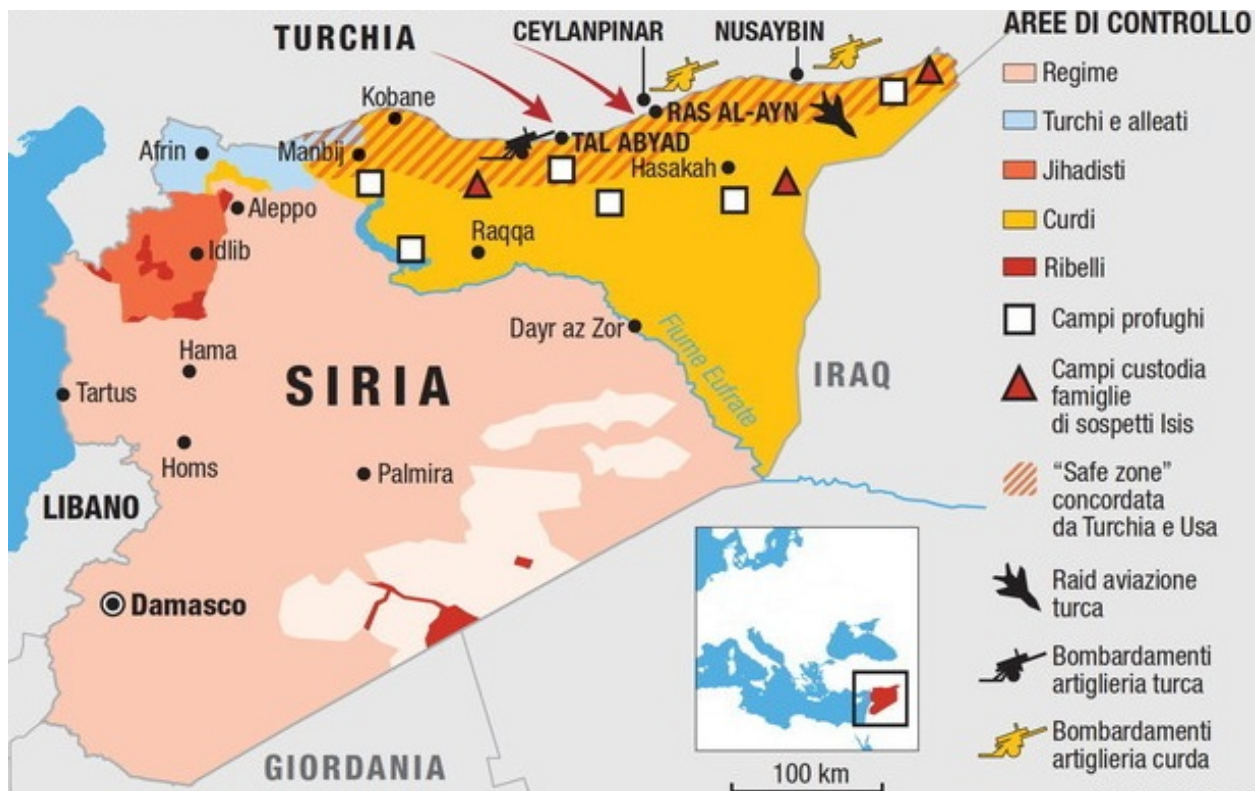 TURCHIA
CEYLANPINAR
NUSAYBIN
Kobane
RAS AL-AYN
TAL ABYAD
Afrin
Manbij
Hasakah
Aleppo
Idlib
Raqqa
Dayr az Zor
Fiume Eufrate
Hama
SIRIA
IRAQ
Tartus
Homs
Palmira
LIBANO
Damasco
GIORDANIA
100 km
AREE DI CONTROLLO
Regime
Turchi e alleati
Jihadisti
Curdi
Ribelli
Campi profughi
Campi custodia
famiglie
di sospetti Isis
“Safe zone”
concordata
da Turchia e Usa
Raid aviazione
turca
Bombardamenti
artiglieria turca
Bombardamenti
artiglieria curda